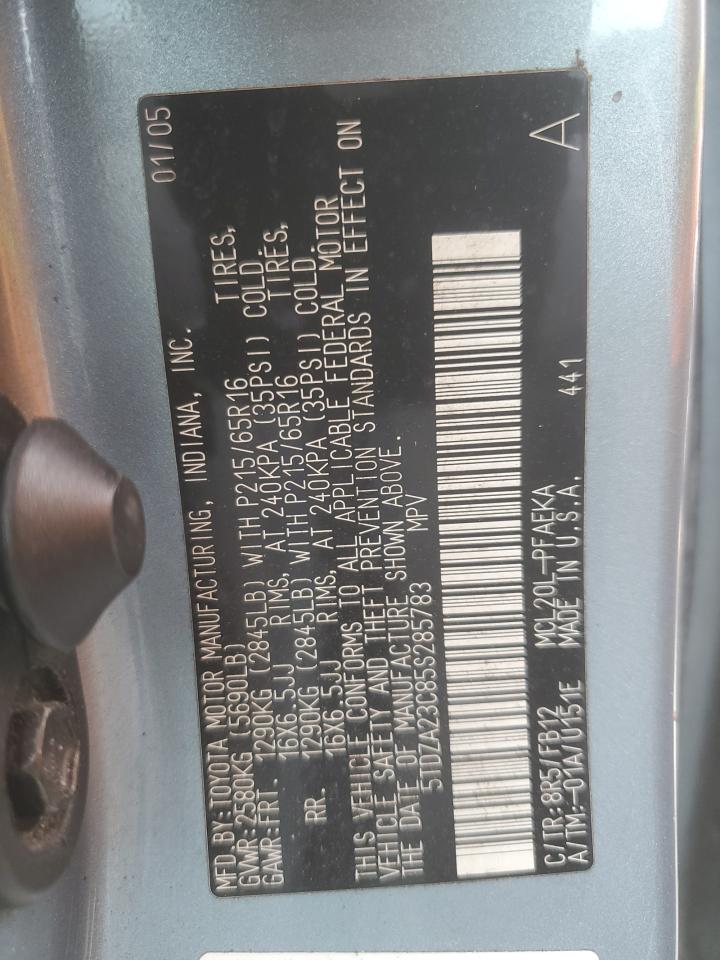 MFD BY:TOYOTA MOTOR MANUFACTURING, INDIANA, INC. 01/05
GVWR:2580KG (5690LB)
GAWR:FRT. 1290KG (2845LB) WITH P215/65R16 TIRES,
16X6.5JJ RIMS, AT 240KPA (35PSI) COLD.
RR. 1290KG (2845LB) WITH P215/65R16 TIRES,
16X6.5JJ RIMS, AT 240KPA (35PSI) COLD.
THIS VEHICLE CONFORMS TO ALL APPLICABLE FEDERAL MOTOR
VEHICLE SAFETY AND THEFT PREVENTION STANDARDS IN EFFECT ON
THE DATE OF MANUFACTURE SHOWN ABOVE.
5TDZA23C85S285783 MPV
C/TR:8R5/FB12 MCL20L-PFAEKA 441
A/TM:-01A/U151E MADE IN U.S.A.
A